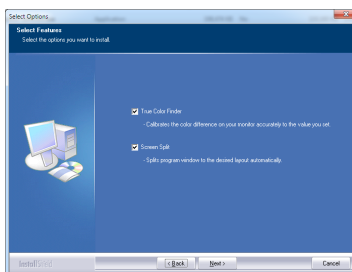 Select Options
Select Features
Select the options you want to install.
True Color Finder
- Calibrates the color difference on your monitor accurately to the value you set.
Screen Split
- Splits program window to the desired layout automatically.
InstallShield
< Back
Next >
Cancel